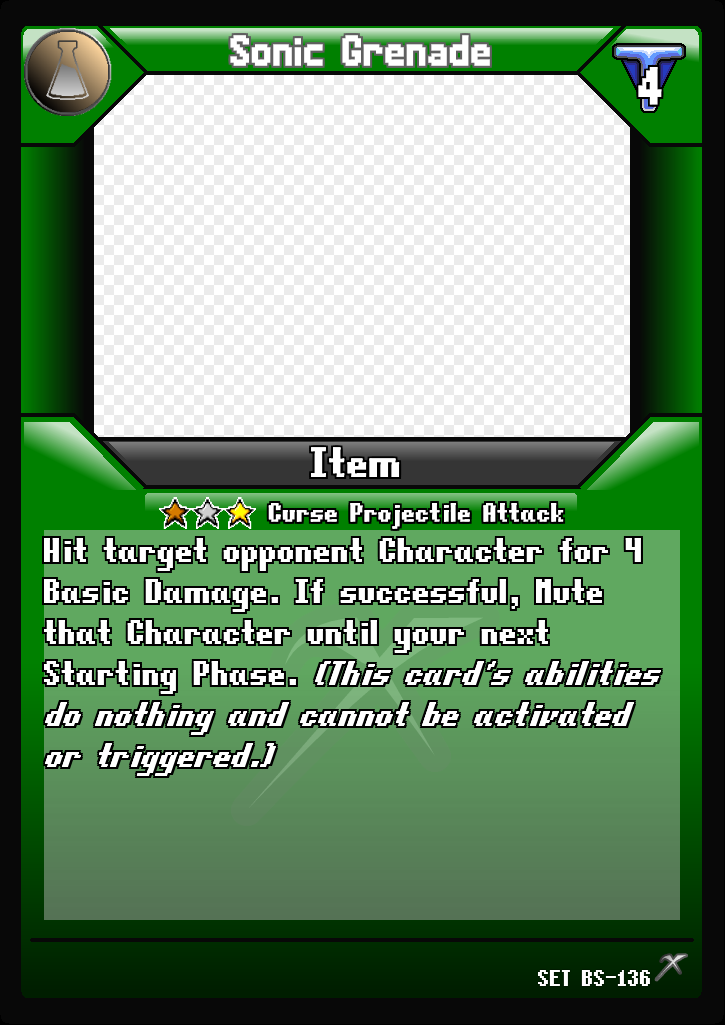 Sonic Grenade
4
Item
Curse Projectile Attack
Hit target opponent Character for 4
Basic Damage. If successful, Mute
that Character until your next
Starting Phase. (This card's abilities
do nothing and cannot be activated
or triggered.)
SET BS-136